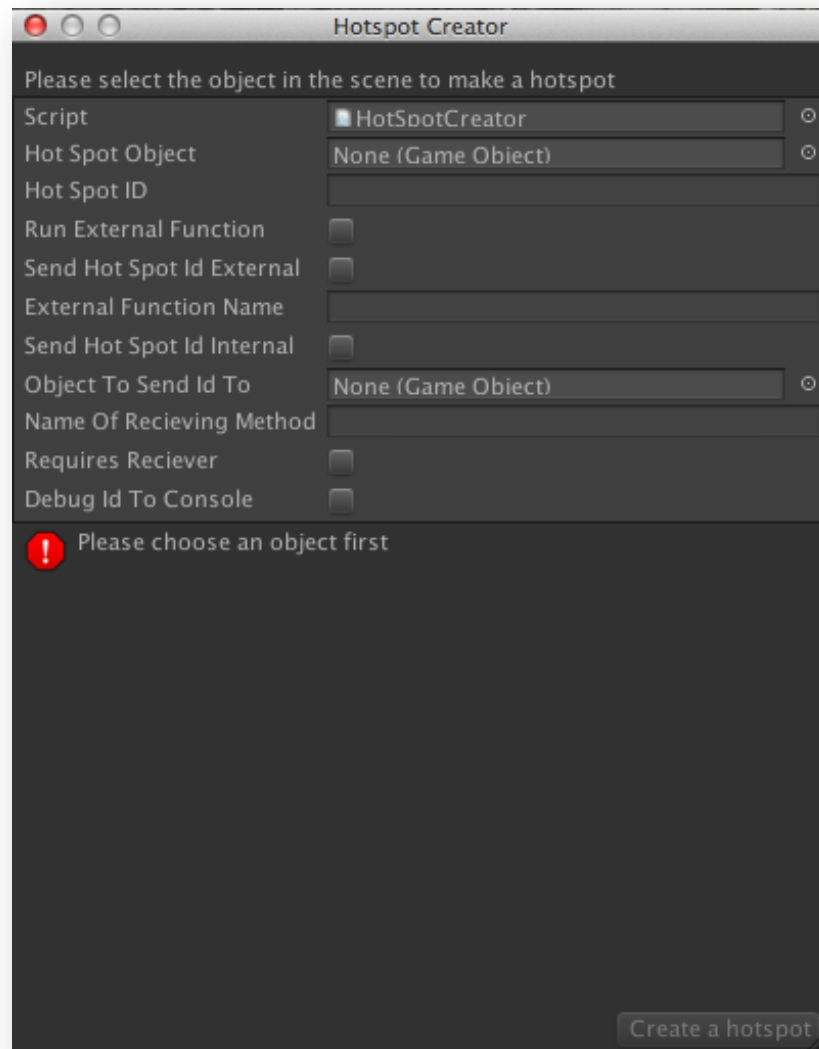 Hotspot Creator
Please select the object in the scene to make a hotspot
Script HotSpotCreator
Hot Spot Object None (Game Object)
Hot Spot ID
Run External Function
Send Hot Spot Id External
External Function Name
Send Hot Spot Id Internal
Object To Send Id To None (Game Object)
Name Of Recieving Method
Requires Reciever
Debug Id To Console
Please choose an object first
Create a hotspot